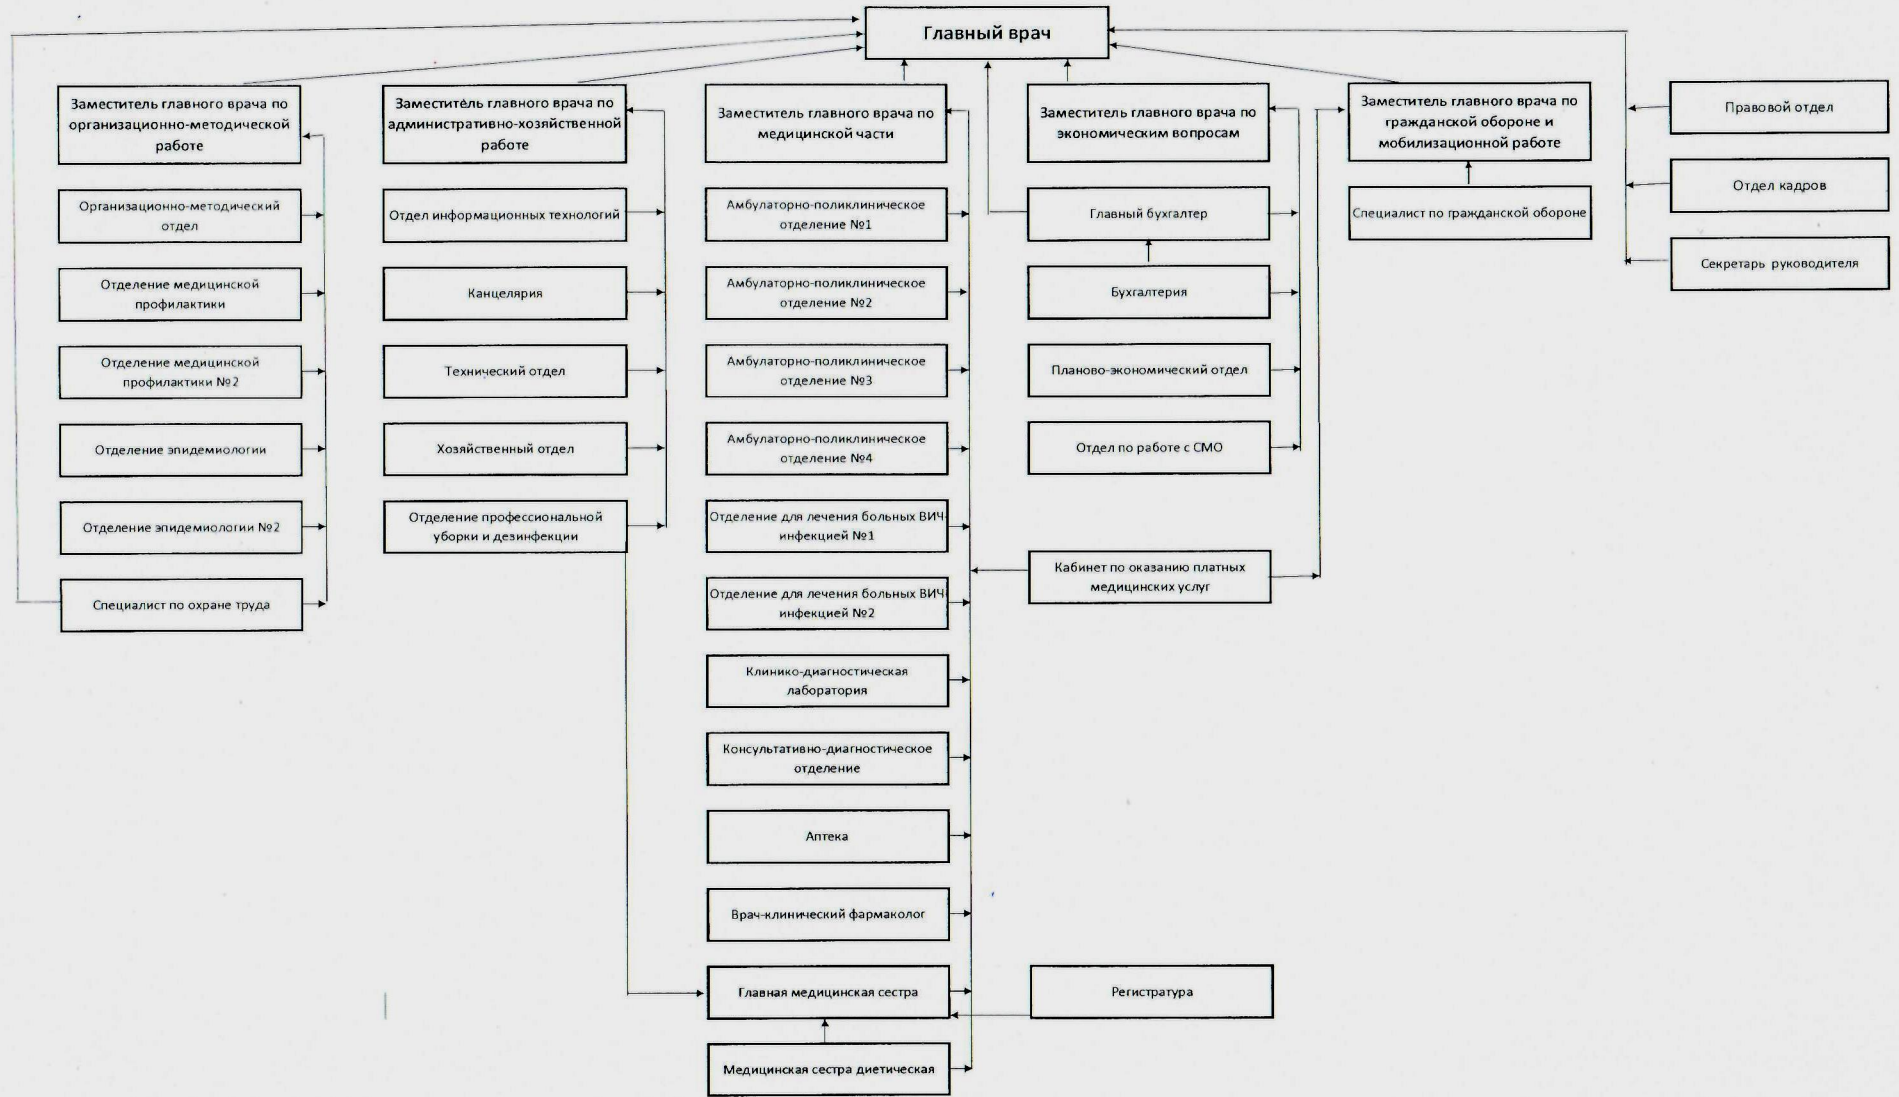 Главный врач
Заместитель главного врача по
организационно-методической
работе
Организационно-методический
отдел
Отделение медицинской
профилактики
Отделение медицинской
профилактики №2
Отделение эпидемиологии
Отделение эпидемиологии №2
Специалист по охране труда
Заместитель главного врача по
административно-хозяйственной
работе
Отдел информационных технологий
Канцелярия
Технический отдел
Хозяйственный отдел
Отделение профессиональной
уборки и дезинфекции
Заместитель главного врача по
медицинской части
Амбулаторно-поликлиническое
отделение №1
Амбулаторно-поликлиническое
отделение №2
Амбулаторно-поликлиническое
отделение №3
Амбулаторно-поликлиническое
отделение №4
Отделение для лечения больных ВИЧ-
инфекцией №1
Отделение для лечения больных ВИЧ-
инфекцией №2
Клинико-диагностическая
лаборатория
Консультативно-диагностическое
отделение
Аптека
Врач-клинический фармаколог
Главная медицинская сестра
Медицинская сестра диетическая
Заместитель главного врача по
экономическим вопросам
Главный бухгалтер
Бухгалтерия
Планово-экономический отдел
Отдел по работе с СМО
Кабинет по оказанию платных
медицинских услуг
Регистратура
Заместитель главного врача по
гражданской обороне и
мобилизационной работе
Специалист по гражданской обороне
Правовой отдел
Отдел кадров
Секретарь руководителя